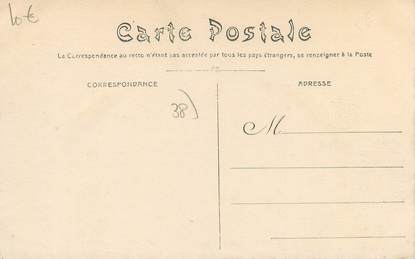 10€
Carte Postale
La Correspondance au recto n'étant pas acceptée par tous les pays étrangers, se renseigner à la Poste
CORRESPONDANCE
ADRESSE
38)
M